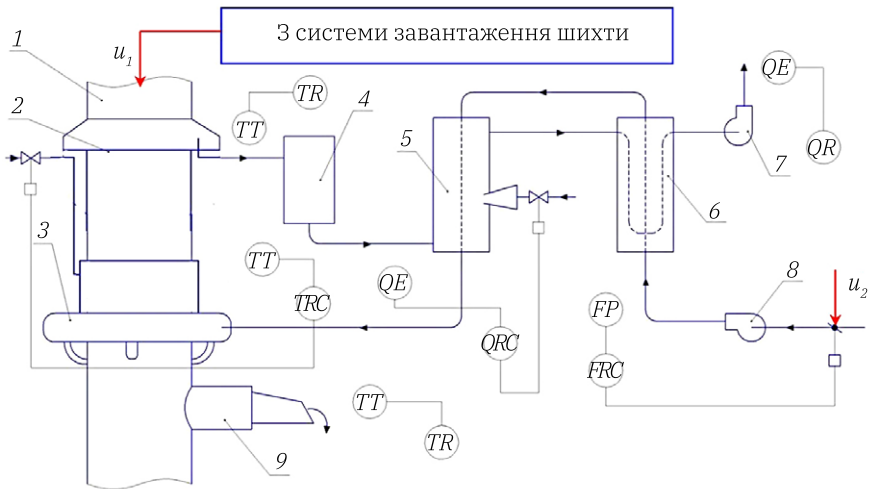 З системи завантаження шихти
1
u1
QE
TR
2
4
TT
5
7
QR
6
3
TT
QE
8
u2
TRC
FP
QRC
FRC
TT
TR
9